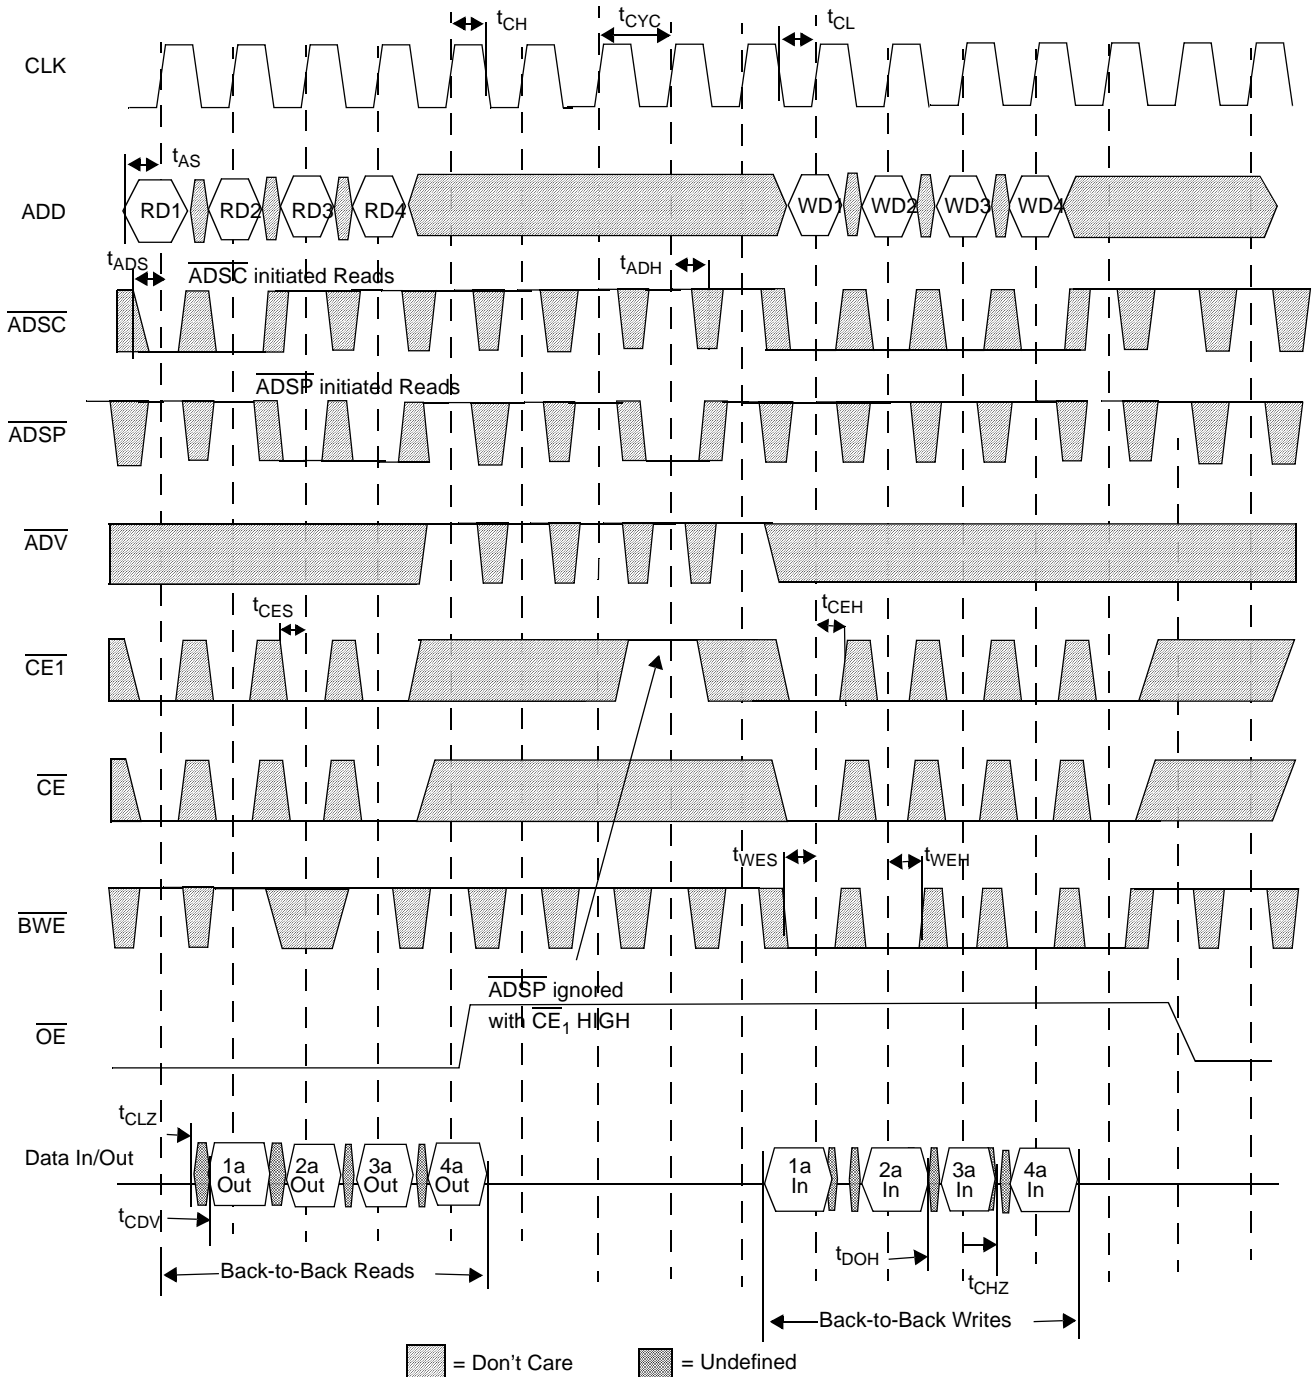 tCH
tCYC
tCL
CLK
tAS
ADD
RD1
RD2
RD3
RD4
WD1
WD2
WD3
WD4
tADS
ADSC initiated Reads
tADH
ADSC
ADSP initiated Reads
ADSP
ADV
tCES
tCEH
CE1
CE
tWES
tWEH
BWE
ADSP ignored
with CE1 HIGH
OE
tCLZ
Data In/Out
1a
Out
2a
Out
3a
Out
4a
Out
1a
In
2a
In
3a
In
4a
In
tCDV
tDOH
tCHZ
Back-to-Back Reads
Back-to-Back Writes
= Don't Care
= Undefined